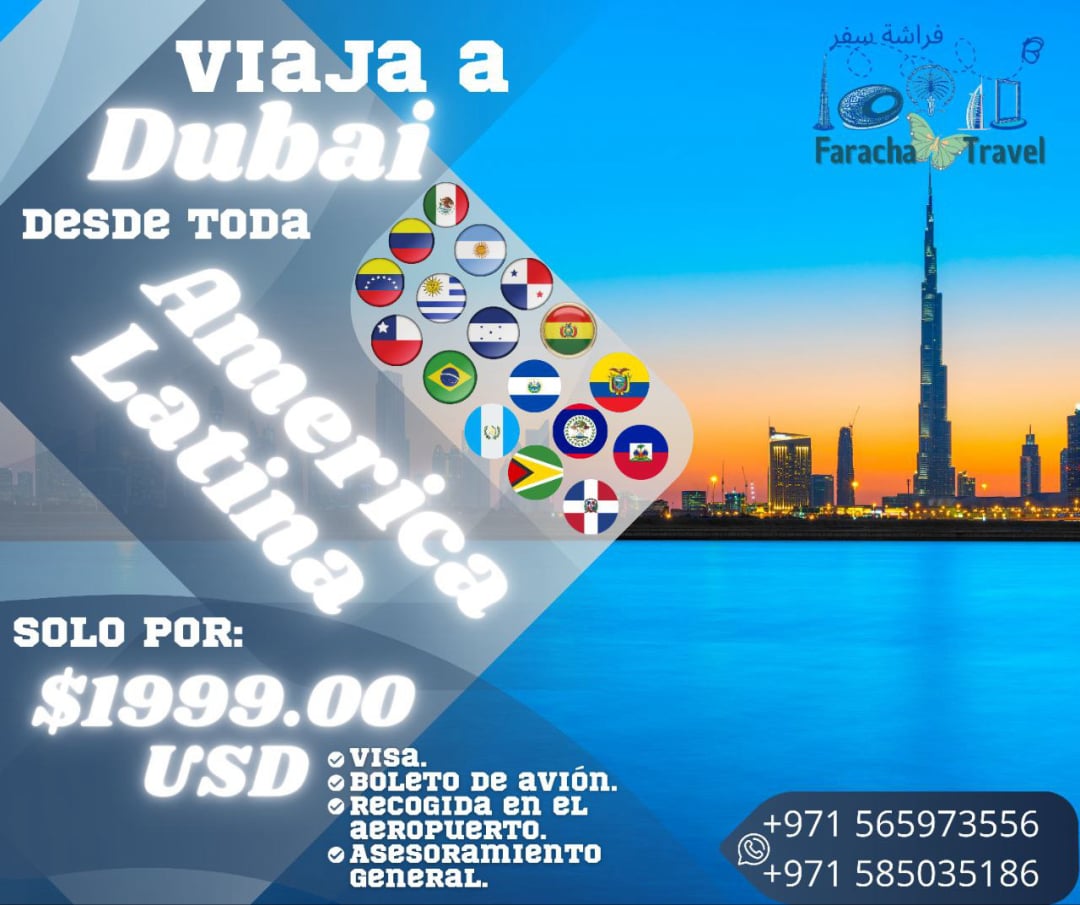 VIAJA A
Dubai
DESDE TODA
America
Latina
SOLO POR:
$1999.00
USD
VISA.
BOLETO DE AVIÓN.
RECOGIDA EN EL
AEROPUERTO.
ASESORAMIENTO
GENERAL.
فراشة سفر
Faracha Travel
+971 565973556
+971 585035186